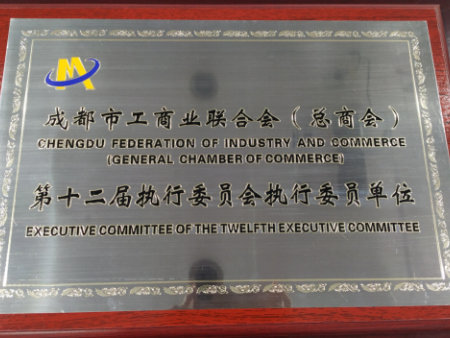 成都市工商业联合会（总商会）
CHENGDU FEDERATION OF INDUSTRY AND COMMERCE
(GENERAL CHAMBER OF COMMERCE)
第十二届执行委员会执行委员单位
EXECUTIVE COMMITTEE OF THE TWELFTH EXECUTIVE COMMITTEE